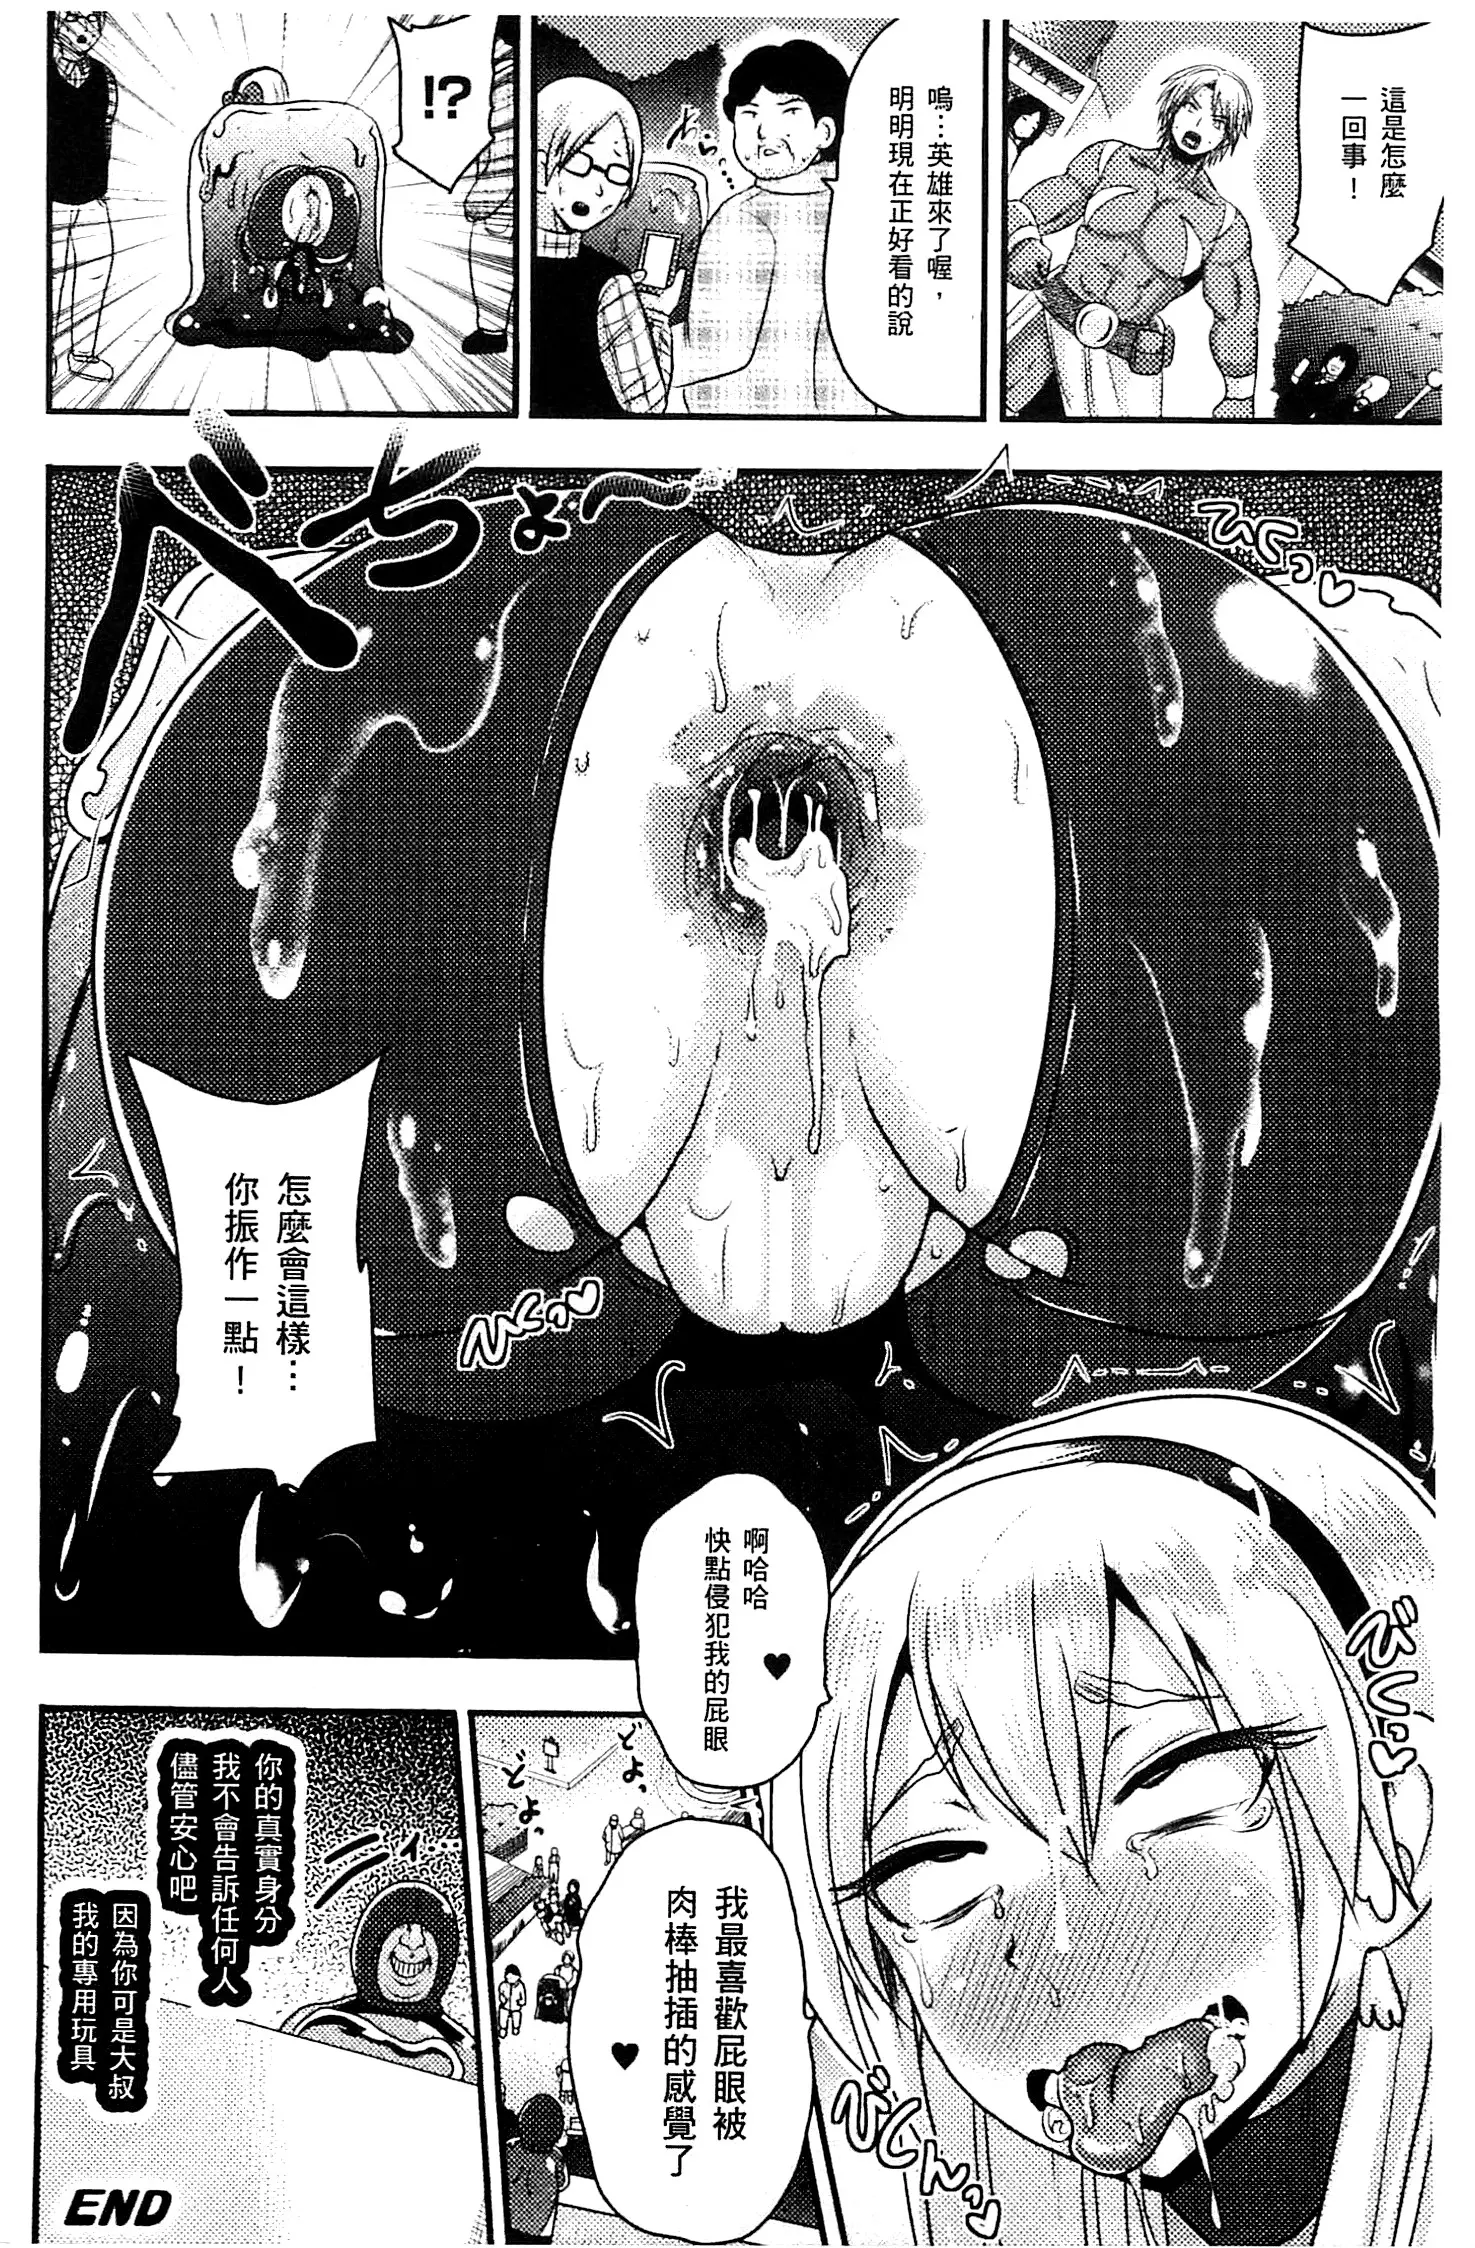 這是怎麼
一回事！
嗚…英雄來了喔，
明明現在正好看的說
わ♥
!?
べちょ～
びくっ♥
怎麼會這樣…
你振作一點！
びくっ♥
啊哈哈
快點侵犯我的屁眼
♥
びくっ♥
我最喜歡屁眼被
肉棒抽插的感覺了
♥
びくんっ♥
どよ、
どよっ
ニィ…
你的真實身分
我不會告訴任何人
儘管安心吧
因為你可是大叔
我的專用玩具
END